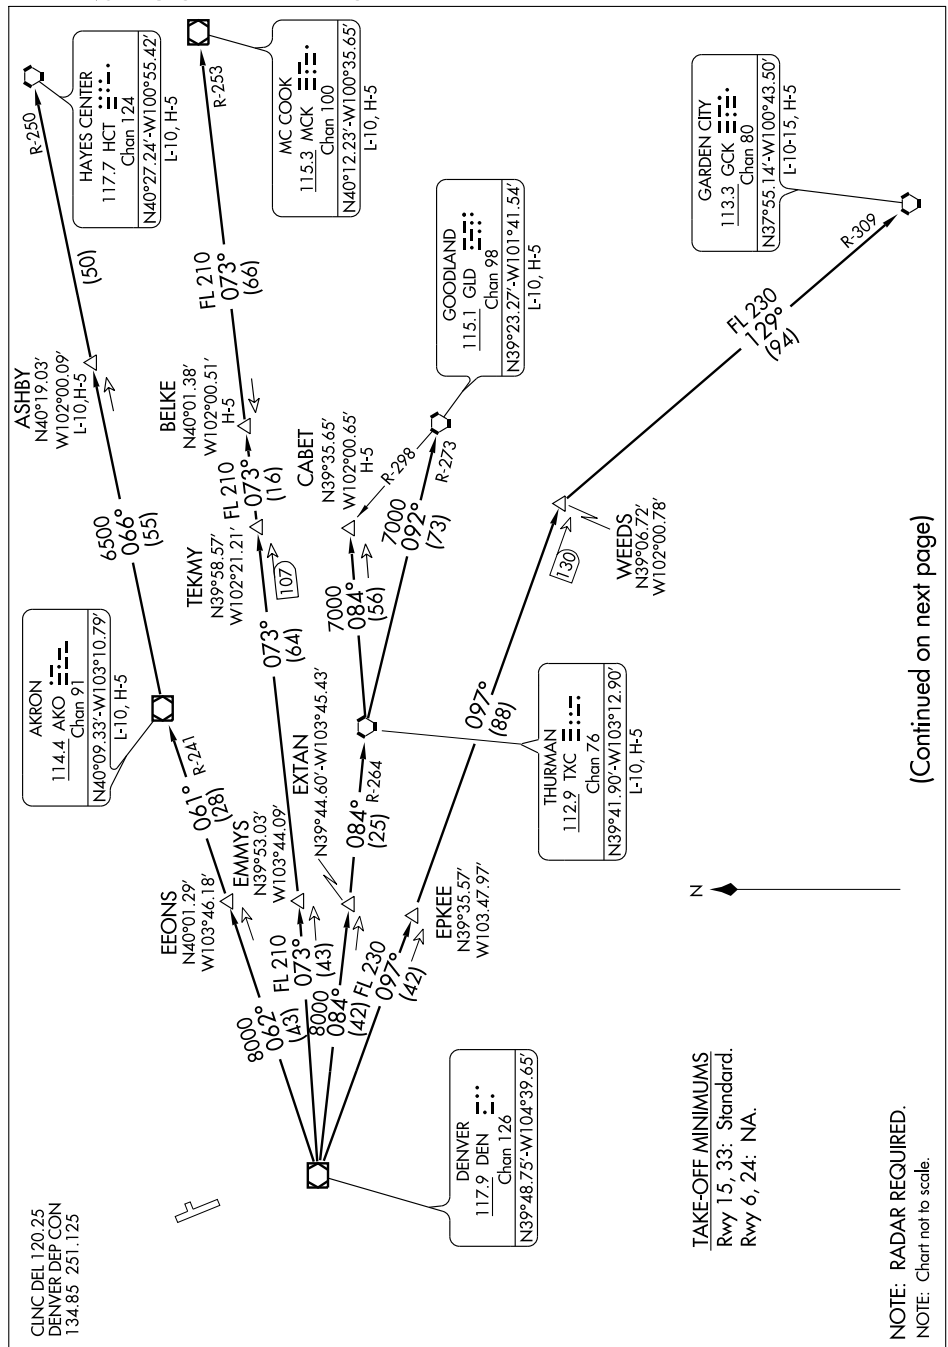 CLNC DEL 120.25
DENVER DEP CON
134.85 251.125
DENVER
117.9 DEN
Chan 126
N39°48.75'-W104°39.65'
8000
062°
(43)
FL 210
073°
(43)
8000
084°
(42)
FL 230
097°
(42)
EEONS
N40°01.29'
W103°46.18'
EMMYS
N39°53.03'
W103°44.09'
EXTAN
N39°44.60'-W103°45.43'
EPKEE
N39°35.57'
W103.47.97'
061°
(28)
R-241
AKRON
114.4 AKO
Chan 91
N40°09.33'-W103°10.79'
L-10, H-5
084°
(25)
R-264
THURMAN
112.9 TXC
Chan 76
N39°41.90'-W103°12.90'
L-10, H-5
6500
066°
(55)
ASHBY
N40°19.03'
W102°00.09'
L-10,H-5
(50)
R-250
HAYES CENTER
117.7 HCT
Chan 124
N40°27.24'-W100°55.42'
L-10, H-5
073°
(64)
107
TEKMY
N39°58.57'
W102°21.21'
FL 210
073°
(16)
BELKE
N40°01.38'
W102°00.51'
H-5
FL 210
073°
(66)
R-253
MC COOK
115.3 MCK
Chan 100
N40°12.23'-W100°35.65'
L-10, H-5
7000
084°
(56)
CABET
N39°35.65'
W102°00.65'
H-5
R-298
7000
092°
(73)
R-273
GOODLAND
115.1 GLD
Chan 98
N39°23.27'-W101°41.54'
L-10, H-5
097°
(88)
130
WEEDS
N39°06.72'
W102°00.78'
FL 230
129°
(94)
R-309
GARDEN CITY
113.3 GCK
Chan 80
N37°55.14'-W100°43.50'
L-10-15, H-5
N
TAKE-OFF MINIMUMS
Rwy 15, 33: Standard.
Rwy 6, 24: NA.
NOTE: RADAR REQUIRED.
NOTE: Chart not to scale.
(Continued on next page)